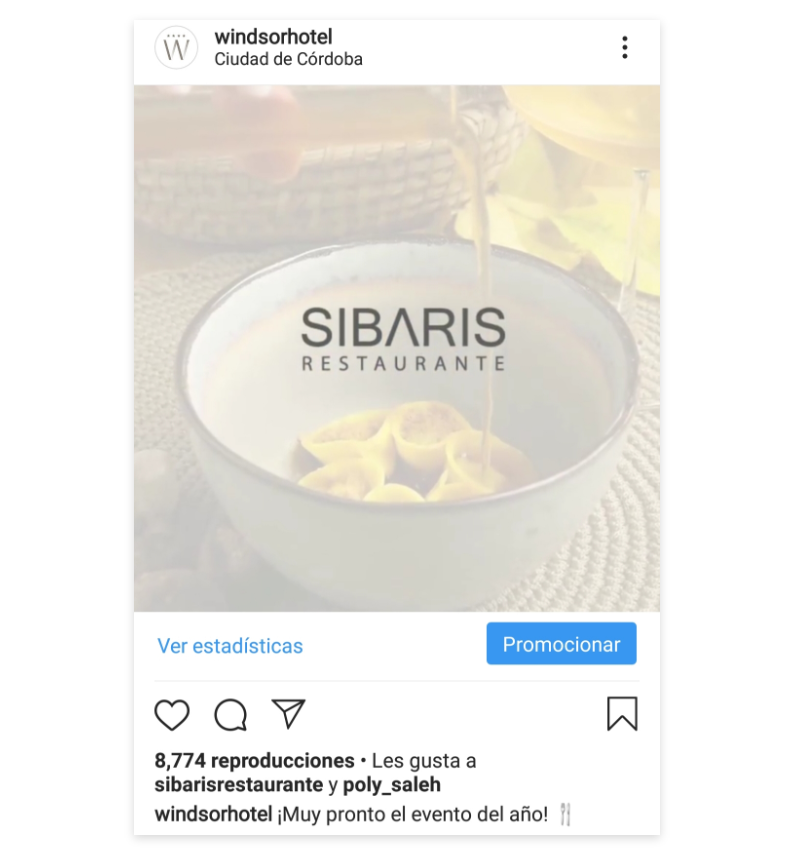 W
windsorhotel
Ciudad de Córdoba
SIBARIS
RESTAURANTE
Ver estadísticas
Promocionar
8,774 reproducciones • Les gusta a
sibarisrestaurante y poly_saleh
windsorhotel ¡Muy pronto el evento del año! 🍴